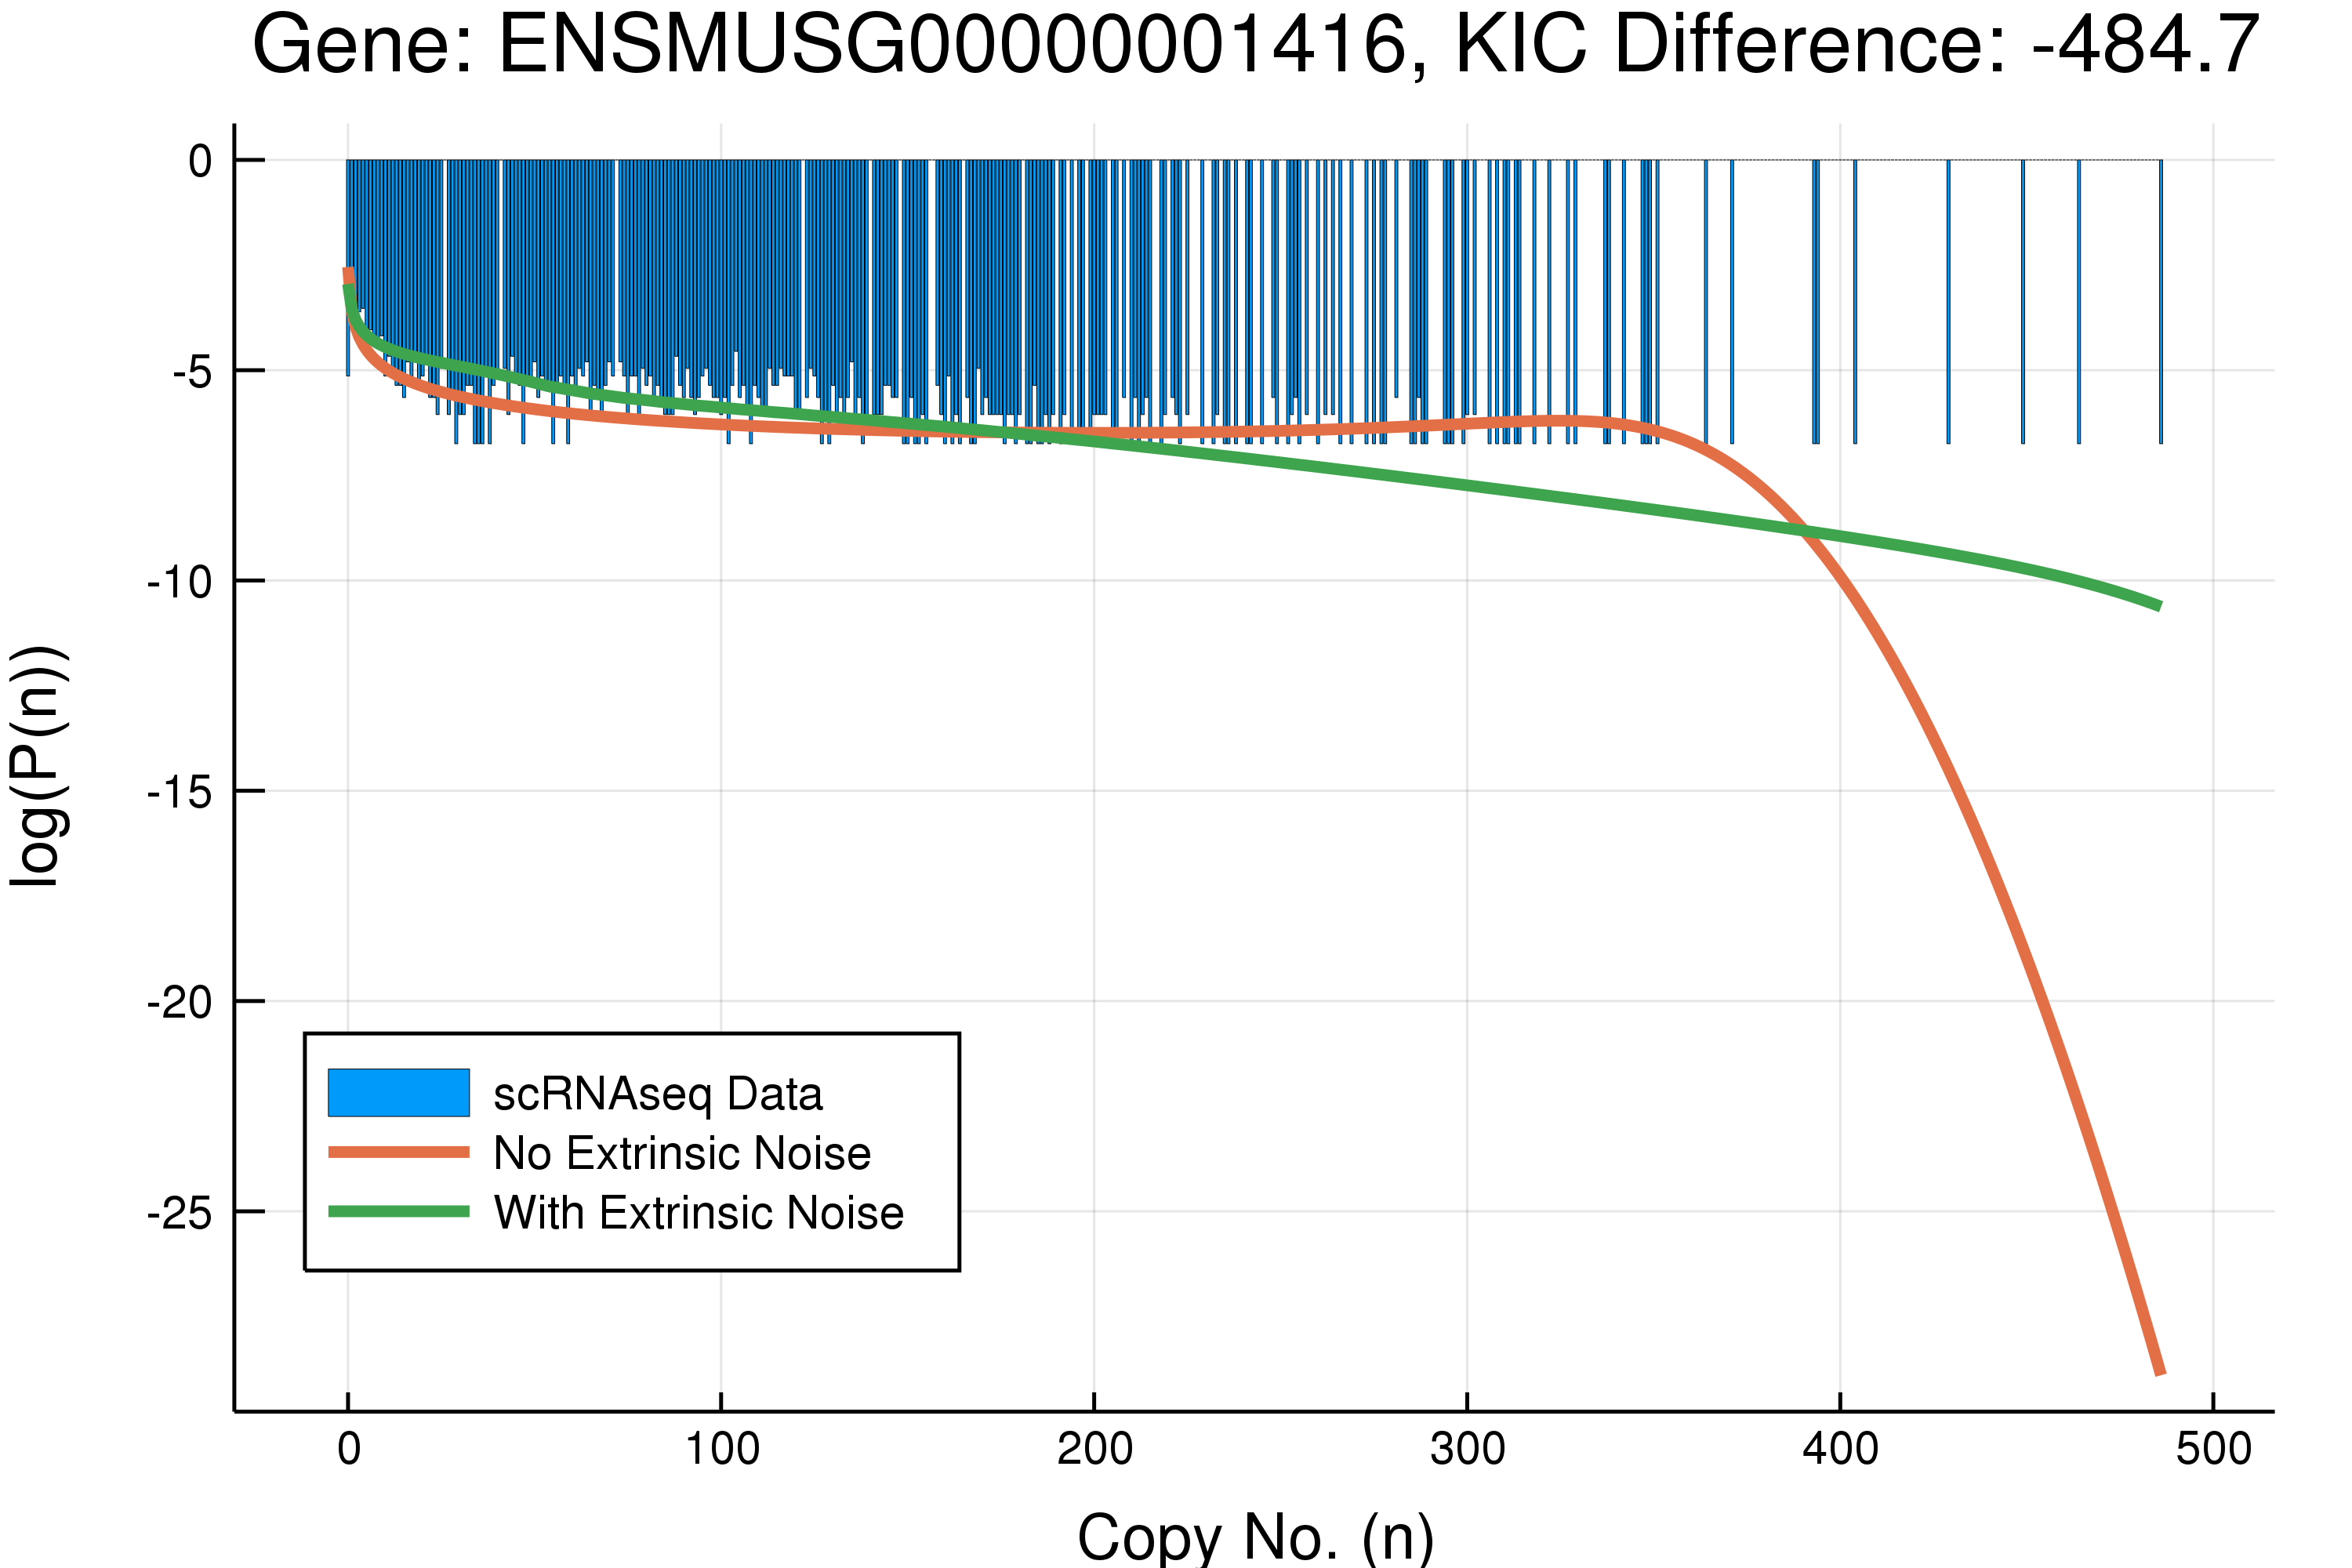 Gene: ENSMUSG00000001416, KIC Difference: -484.7
0
-5
-10
-15
-20
-25
log(P(n))
scRNAseq Data
No Extrinsic Noise
With Extrinsic Noise
0 100 200 300 400 500
Copy No. (n)